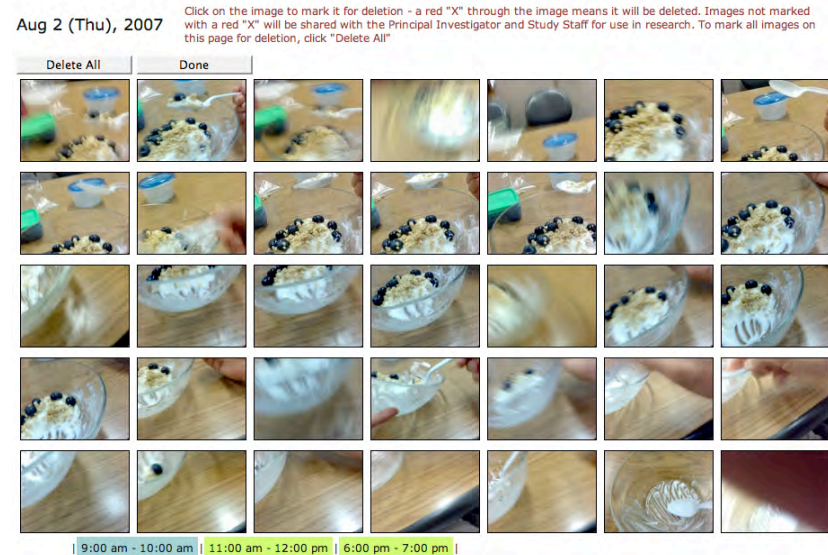 Aug 2 (Thu), 2007
Click on the image to mark it for deletion - a red "X" through the image means it will be deleted. Images not marked
with a red "X" will be shared with the Principal Investigator and Study Staff for use in research. To mark all images on
this page for deletion, click "Delete All"
Delete All Done
| 9:00 am - 10:00 am | 11:00 am - 12:00 pm | 6:00 pm - 7:00 pm |